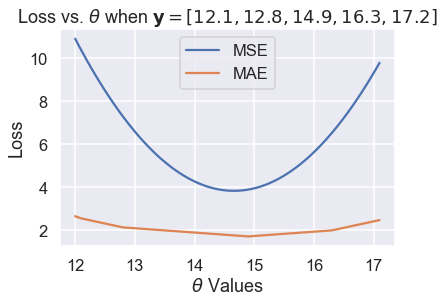 Loss vs. θ when y = [12.1, 12.8, 14.9, 16.3, 17.2]
MSE
MAE
Loss
10
8
6
4
2
12 13 14 15 16 17
θ Values